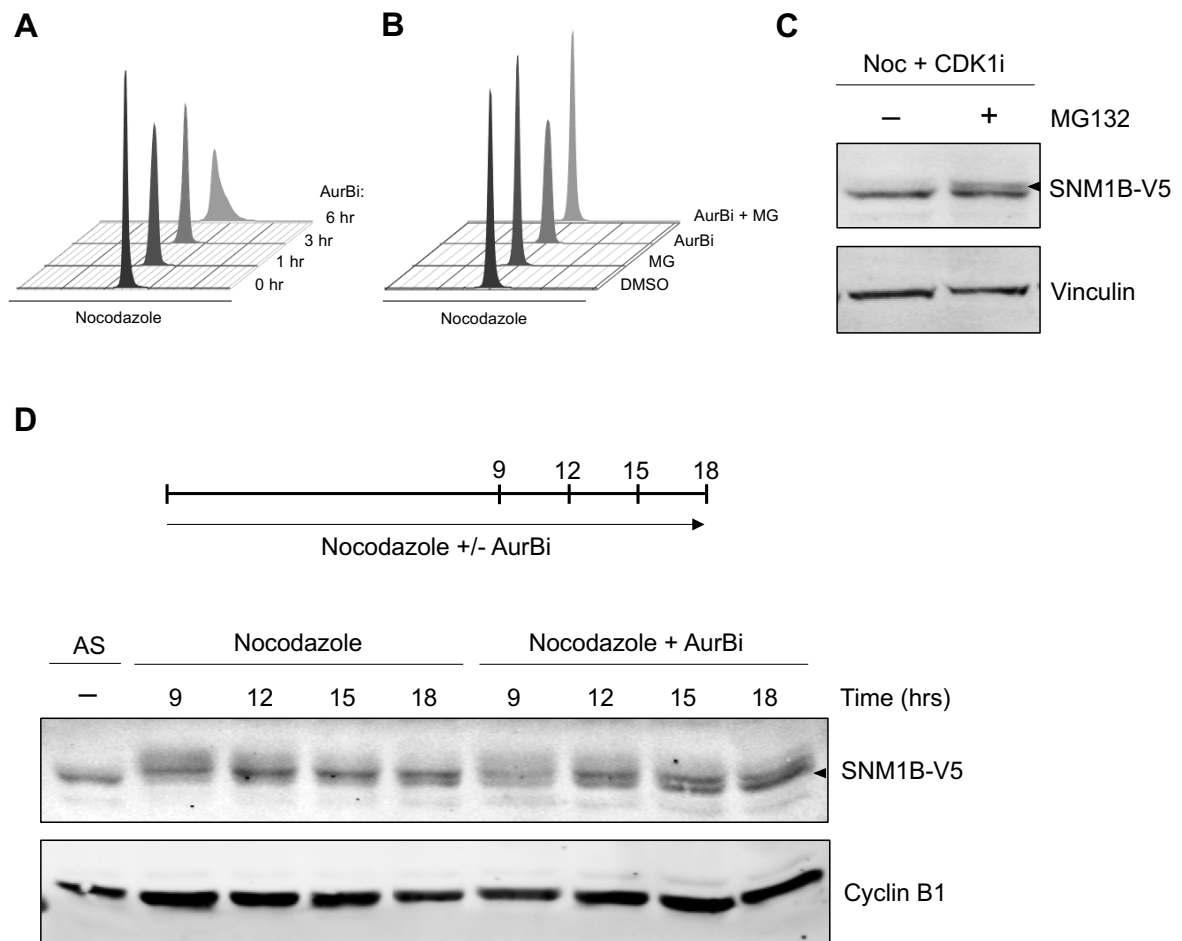 A
AurBi:
6 hr
3 hr
1 hr
0 hr
Nocodazole
B
AurBi + MG
AurBi
MG
DMSO
Nocodazole
C
Noc + CDK1i
– + MG132
SNM1B-V5
Vinculin
D
9 12 15 18
Nocodazole +/- AurBi
AS Nocodazole Nocodazole + AurBi
– 9 12 15 18 9 12 15 18 Time (hrs)
SNM1B-V5
Cyclin B1